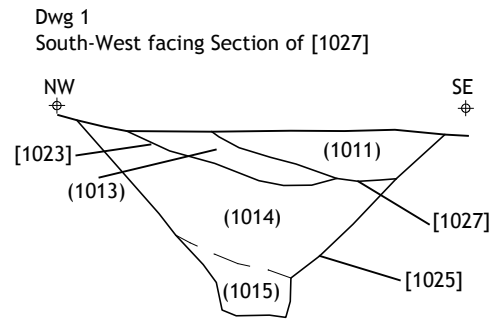 Dwg 1
South-West facing Section of [1027]
NW
SE
[1023]
(1011)
(1013)
(1014)
[1027]
[1025]
(1015)